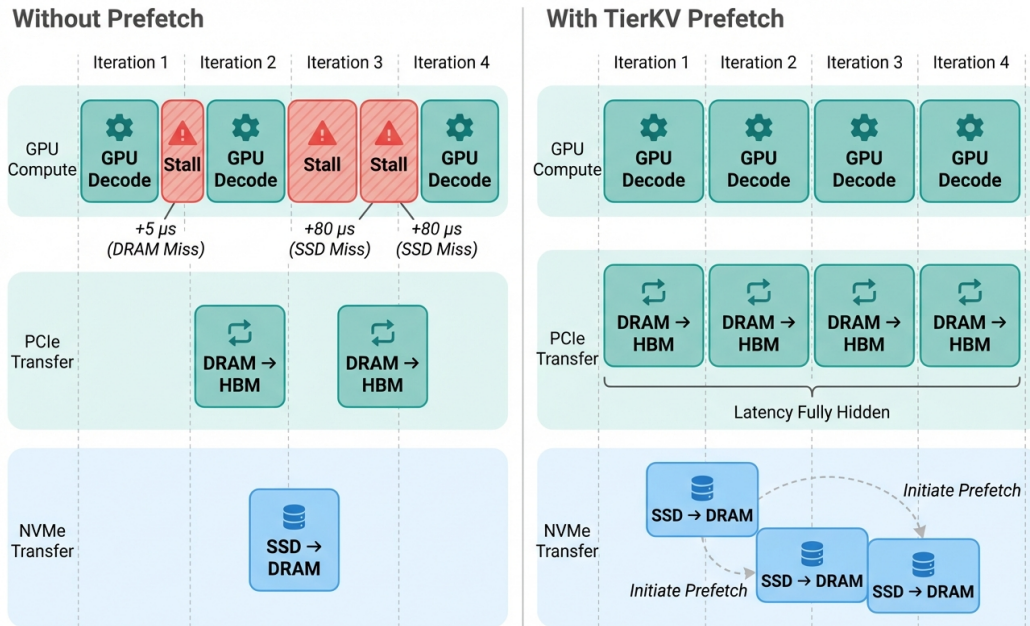 Without Prefetch
Iteration 1
Iteration 2
Iteration 3
Iteration 4
GPU
Compute
GPU
Decode
Stall
GPU
Decode
Stall
Stall
GPU
Decode
+5 µs
(DRAM Miss)
+80 µs
(SSD Miss)
+80 µs
(SSD Miss)
PCIe
Transfer
DRAM →
HBM
DRAM →
HBM
NVMe
Transfer
SSD →
DRAM
With TierKV Prefetch
Iteration 1
Iteration 2
Iteration 3
Iteration 4
GPU
Compute
GPU
Decode
GPU
Decode
GPU
Decode
GPU
Decode
PCIe
Transfer
DRAM →
HBM
DRAM →
HBM
DRAM →
HBM
DRAM →
HBM
Latency Fully Hidden
NVMe
Transfer
SSD → DRAM
Initiate Prefetch
SSD → DRAM
Initiate Prefetch
SSD → DRAM